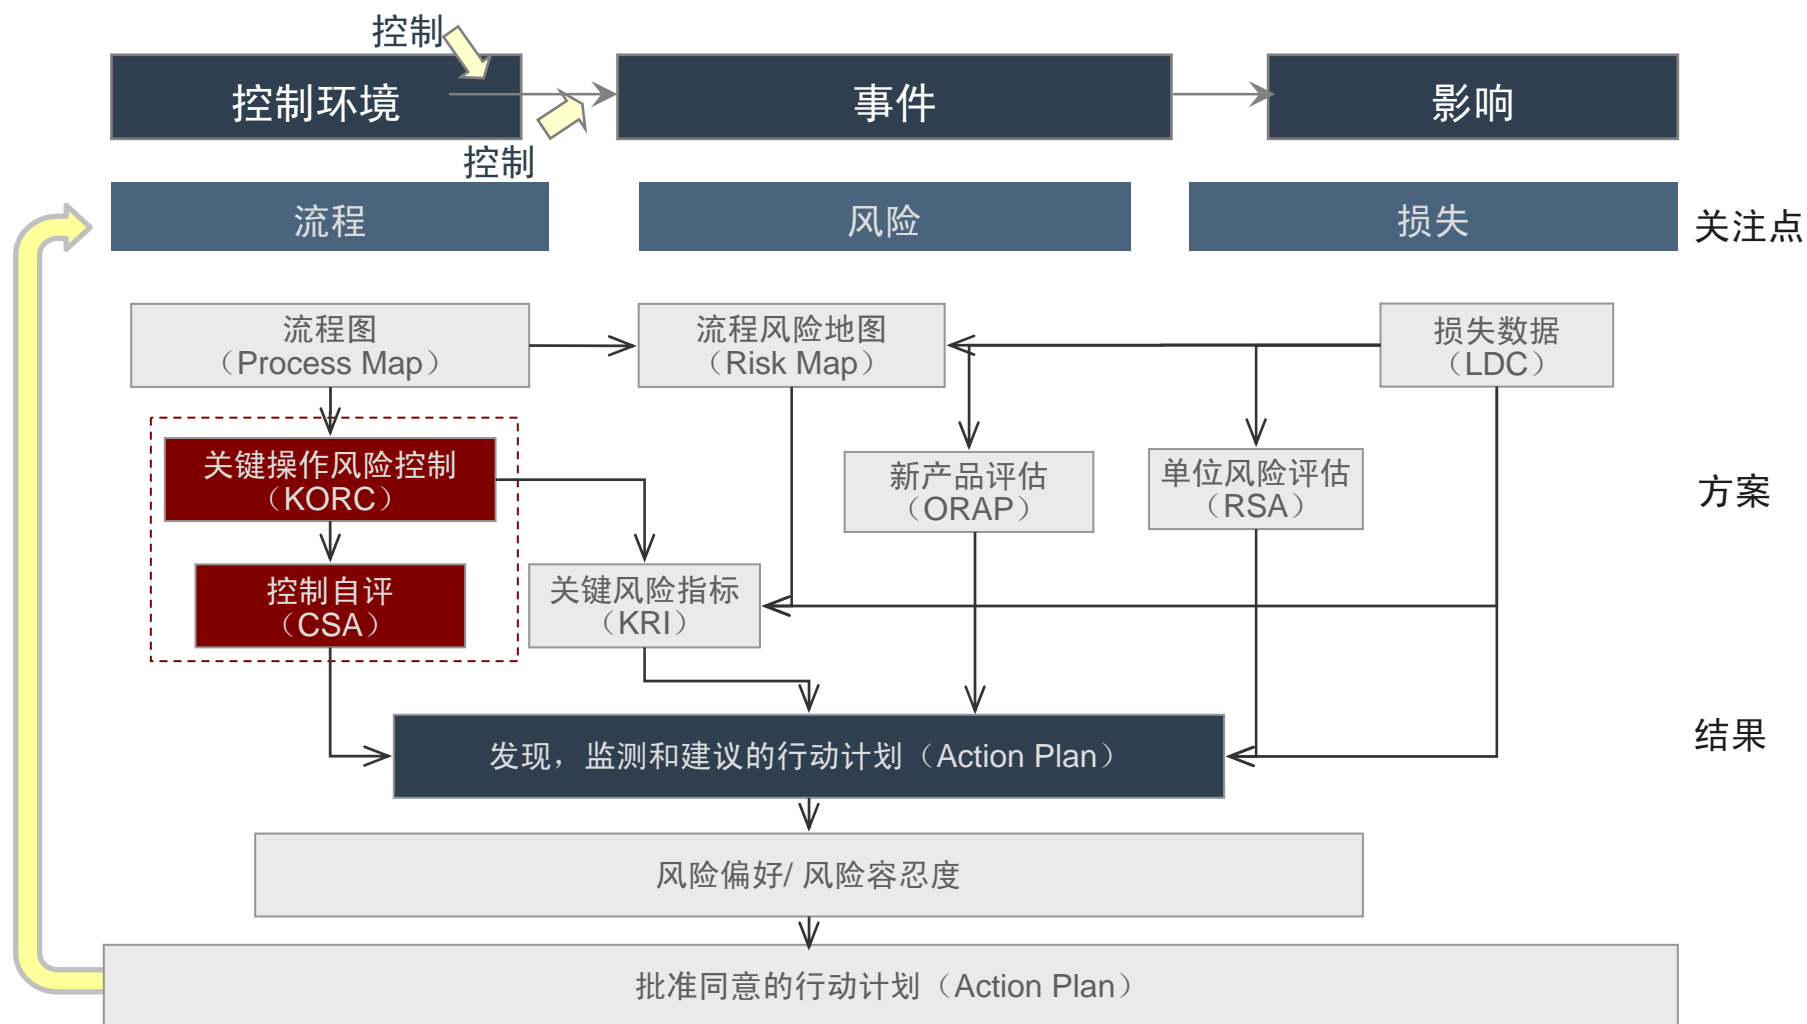 控制
控制环境
事件
影响
控制
流程
风险
损失
关注点
流程图
（Process Map）
流程风险地图
（Risk Map）
损失数据
（LDC）
关键操作风险控制
（KORC）
新产品评估
（ORAP）
单位风险评估
（RSA）
方案
控制自评
（CSA）
关键风险指标
（KRI）
发现，监测和建议的行动计划（Action Plan）
结果
风险偏好/ 风险容忍度
批准同意的行动计划（Action Plan）